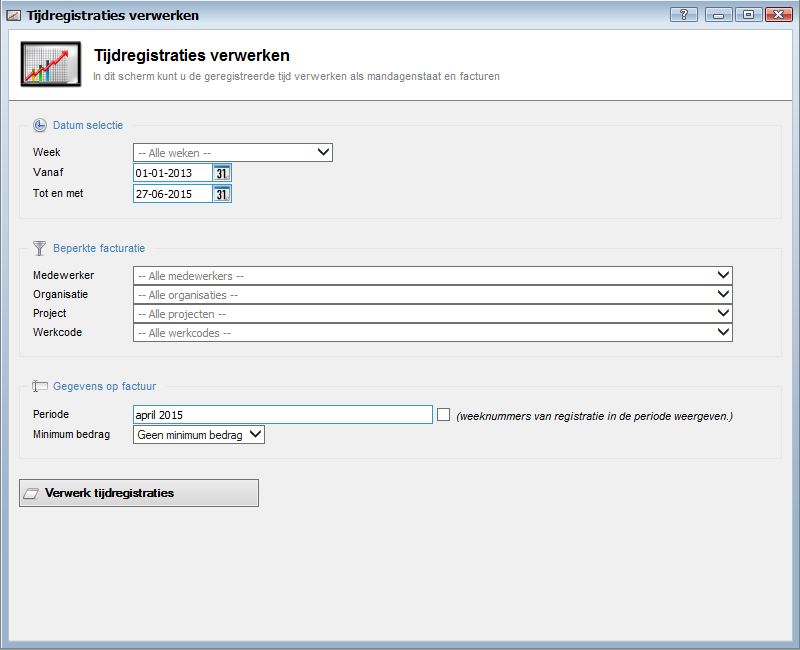 Tijdregistraties verwerken
Tijdregistraties verwerken
In dit scherm kunt u de geregistreerde tijd verwerken als mandagenstaat en facturen
Datum selectie
Week -- Alle weken --
Vanaf 01-01-2013 31
Tot en met 27-06-2015 31
Beperkte facturatie
Medewerker -- Alle medewerkers --
Organisatie -- Alle organisaties --
Project -- Alle projecten --
Werkcode -- Alle werkcodes --
Gegevens op factuur
Periode april 2015 (weeknummers van registratie in de periode weergeven.)
Minimum bedrag Geen minimum bedrag
Verwerk tijdregistraties